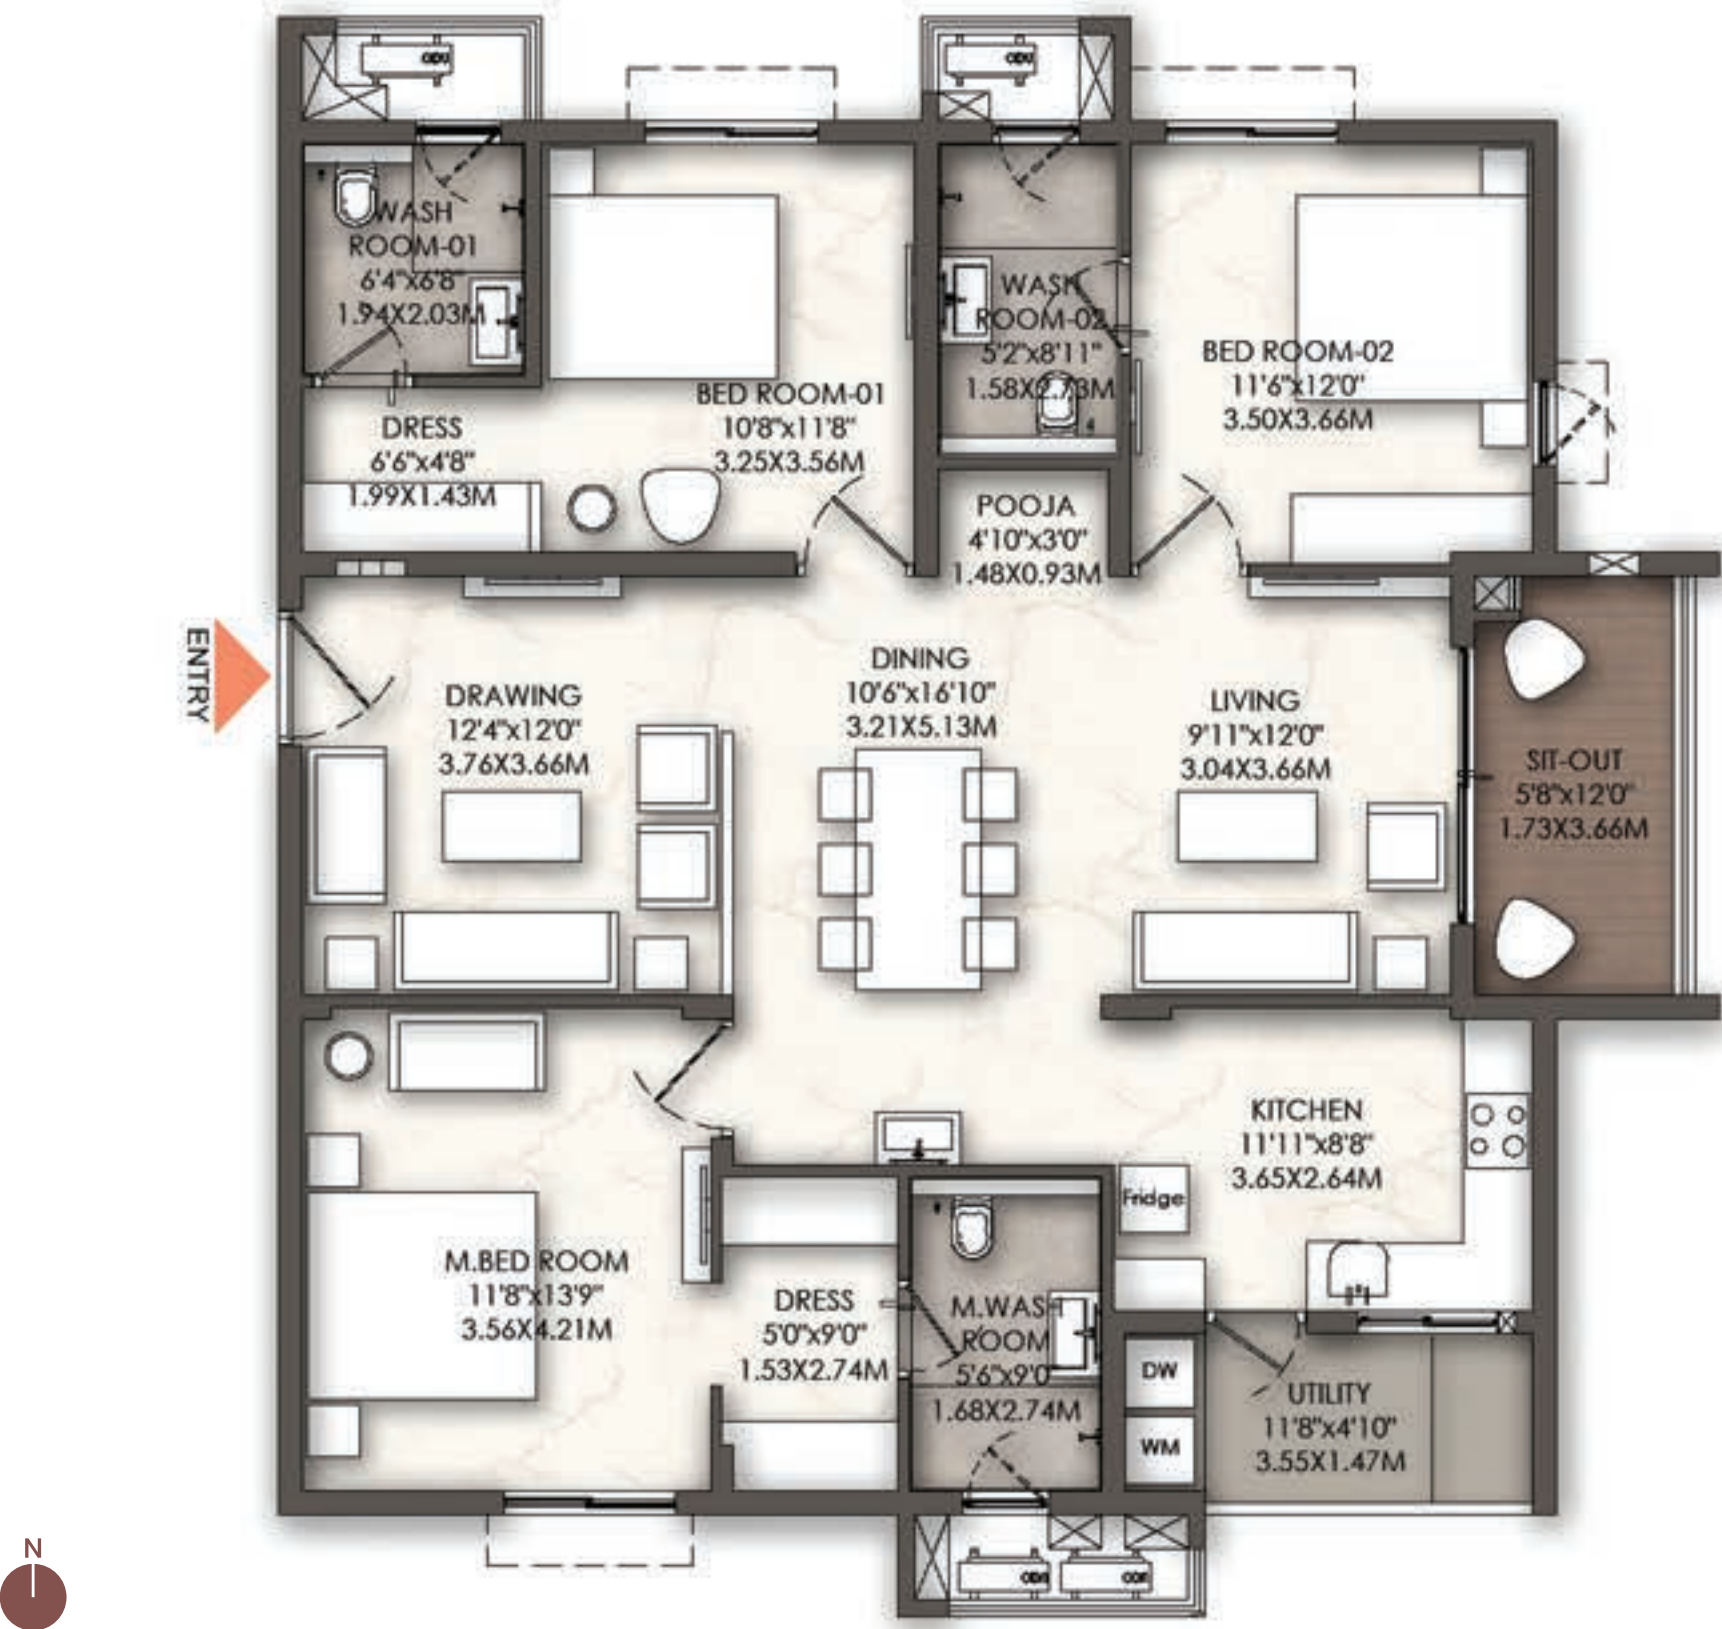 WASH
ROOM-01
6'4"x6'8"
1.94X2.03M
DRESS
6'6"x4'8"
1.99X1.43M
BED ROOM-01
10'8"x11'8"
3.25X3.56M
WASH
ROOM-02
5'2"x8'11"
1.58X2.73M
BED ROOM-02
11'6"x12'0"
3.50X3.66M
POOJA
4'10"x3'0"
1.48X0.93M
ENTRY
DRAWING
12'4"x12'0"
3.76X3.66M
DINING
10'6"x16'10"
3.21X5.13M
LIVING
9'11"x12'0"
3.04X3.66M
SIT-OUT
5'8"x12'0"
1.73X3.66M
KITCHEN
11'11"x8'8"
3.65X2.64M
Fridge
M.BED ROOM
11'8"x13'9"
3.56X4.21M
DRESS
5'0"x9'0"
1.53X2.74M
M.WASH
ROOM
5'6"x9'0
1.68X2.74M
DW
WM
UTILITY
11'8"x4'10"
3.55X1.47M
N